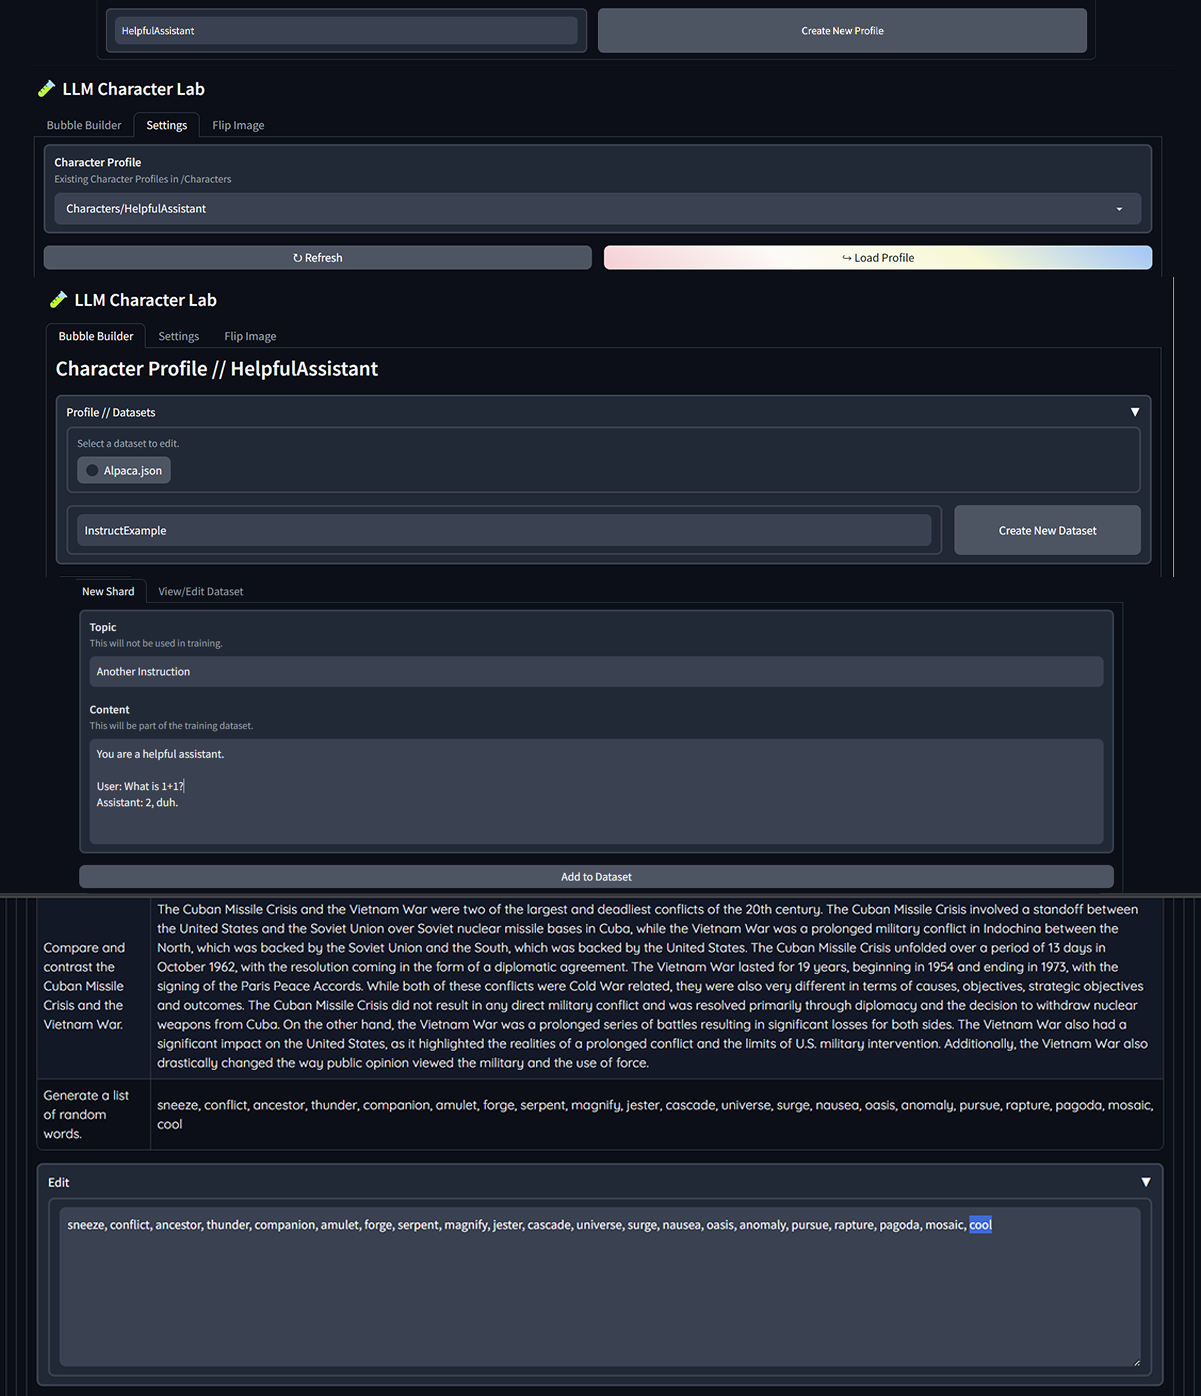 HelpfulAssistant
Create New Profile
LLM Character Lab
Bubble Builder
Settings
Flip Image
Character Profile
Existing Character Profiles in /Characters
Characters/HelpfulAssistant
↻ Refresh
↪ Load Profile
LLM Character Lab
Bubble Builder
Settings
Flip Image
Character Profile // HelpfulAssistant
Profile // Datasets
▼
Select a dataset to edit.
Alpaca.json
InstructExample
Create New Dataset
New Shard
View/Edit Dataset
Topic
This will not be used in training.
Another Instruction
Content
This will be part of the training dataset.
You are a helpful assistant.
User: What is 1+1?
Assistant: 2, duh.
Add to Dataset
Compare and
contrast the
Cuban Missile
Crisis and the
Vietnam War.
The Cuban Missile Crisis and the Vietnam War were two of the largest and deadliest conflicts of the 20th century. The Cuban Missile Crisis involved a standoff between
the United States and the Soviet Union over Soviet nuclear missile bases in Cuba, while the Vietnam War was a prolonged military conflict in Indochina between the
North, which was backed by the Soviet Union and the South, which was backed by the United States. The Cuban Missile Crisis unfolded over a period of 13 days in
October 1962, with the resolution coming in the form of a diplomatic agreement. The Vietnam War lasted for 19 years, beginning in 1954 and ending in 1973, with the
signing of the Paris Peace Accords. While both of these conflicts were Cold War related, they were also very different in terms of causes, objectives, strategic objectives
and outcomes. The Cuban Missile Crisis did not result in any direct military conflict and was resolved primarily through diplomacy and the decision to withdraw nuclear
weapons from Cuba. On the other hand, the Vietnam War was a prolonged series of battles resulting in significant losses for both sides. The Vietnam War also had a
significant impact on the United States, as it highlighted the realities of a prolonged conflict and the limits of U.S. military intervention. Additionally, the Vietnam War also
drastically changed the way public opinion viewed the military and the use of force.
Generate a list
of random
words.
sneeze, conflict, ancestor, thunder, companion, amulet, forge, serpent, magnify, jester, cascade, universe, surge, nausea, oasis, anomaly, pursue, rapture, pagoda, mosaic,
cool
Edit
▼
sneeze, conflict, ancestor, thunder, companion, amulet, forge, serpent, magnify, jester, cascade, universe, surge, nausea, oasis, anomaly, pursue, rapture, pagoda, mosaic, cool